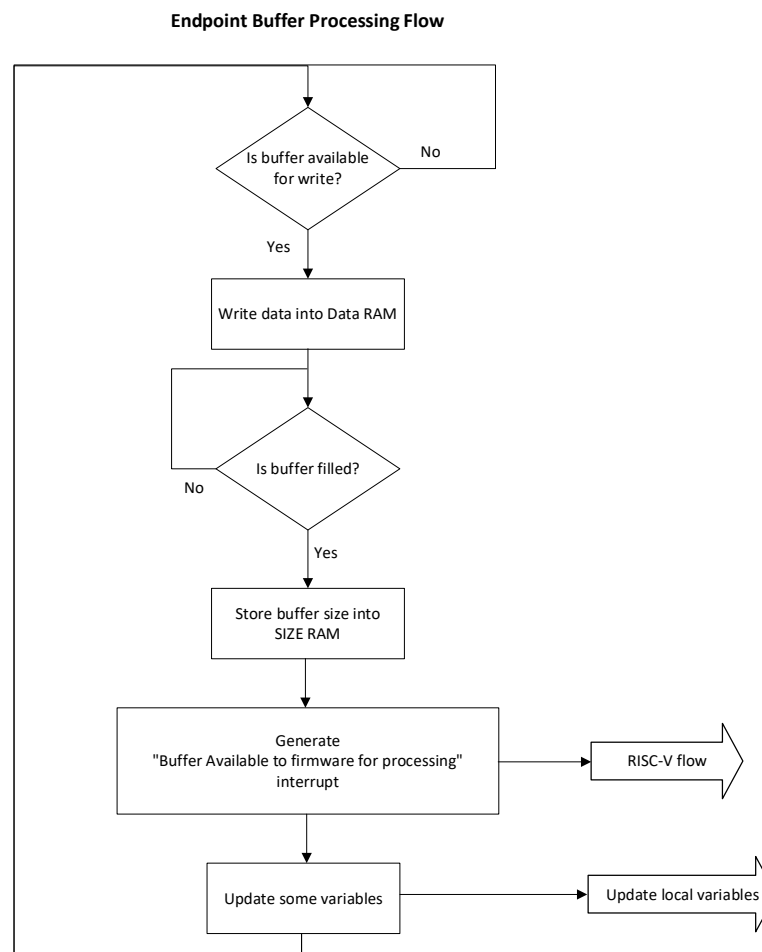 Endpoint Buffer Processing Flow
Is buffer available
for write?
No
Yes
Write data into Data RAM
Is buffer filled?
No
Yes
Store buffer size into
SIZE RAM
Generate
"Buffer Available to firmware for processing"
interrupt
RISC-V flow
Update some variables
Update local variables